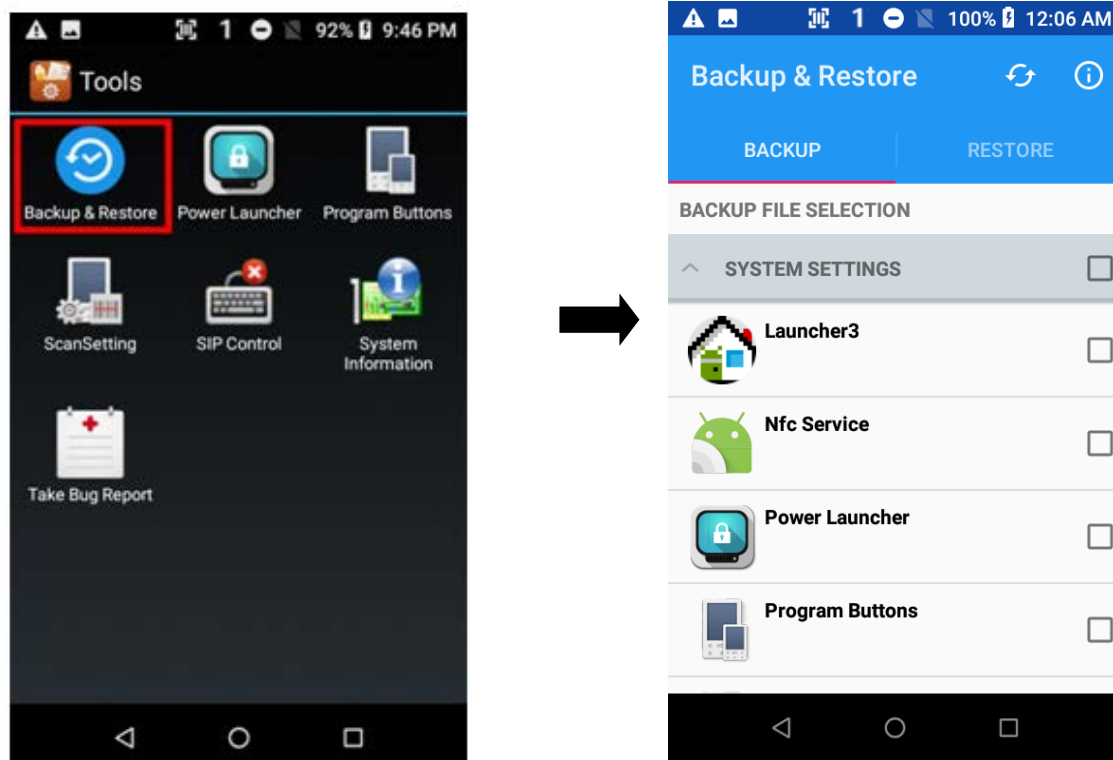 1 92% 9:46 PM
Tools
Backup & Restore Power Launcher Program Buttons
ScanSetting SIP Control System
Information
Take Bug Report
1 100% 12:06 AM
Backup & Restore
BACKUP RESTORE
BACKUP FILE SELECTION
SYSTEM SETTINGS
Launcher3
Nfc Service
Power Launcher
Program Buttons